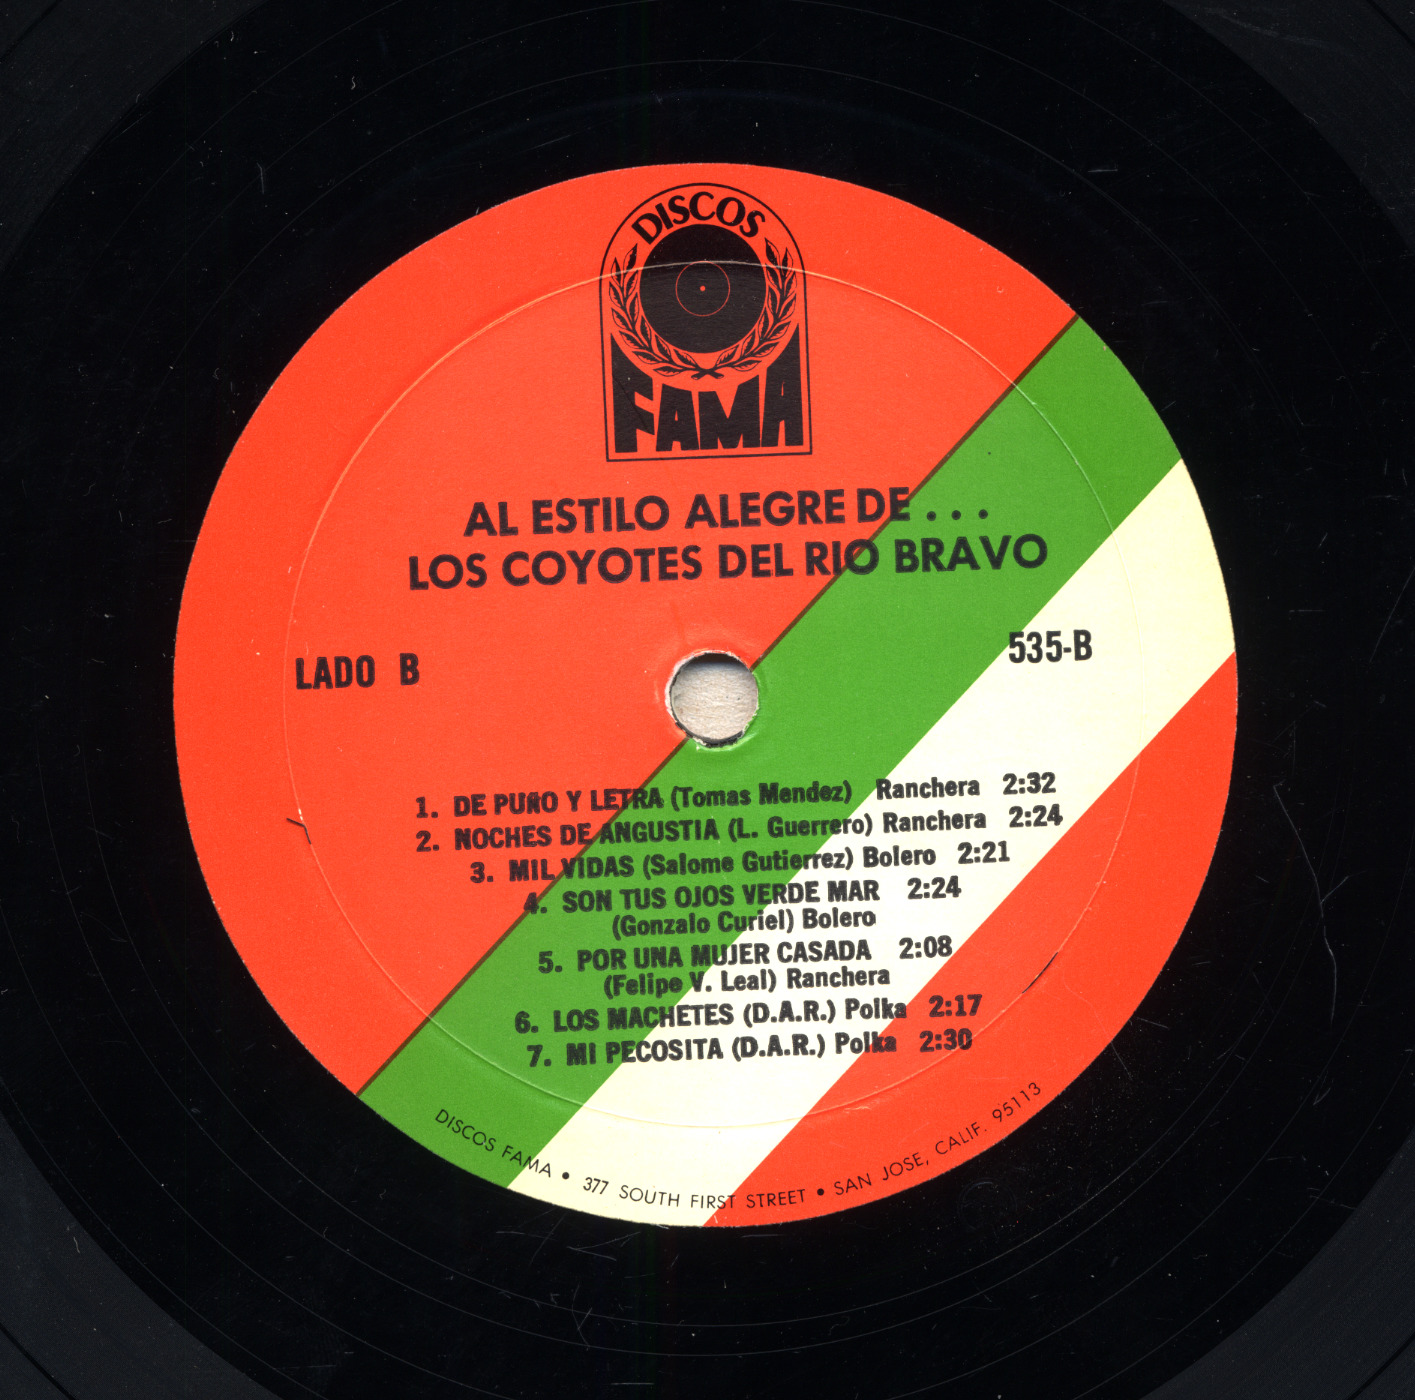 DISCOS
FAMA
AL ESTILO ALEGRE DE . . .
LOS COYOTES DEL RIO BRAVO
LADO B
535-B
1. DE PUÑO Y LETRA (Tomas Mendez) Ranchera 2:32
2. NOCHES DE ANGUSTIA (L. Guerrero) Ranchera 2:24
3. MIL VIDAS (Salome Gutierrez) Bolero 2:21
4. SON TUS OJOS VERDE MAR 2:24
(Gonzalo Curiel) Bolero
5. POR UNA MUJER CASADA 2:08
(Felipe V. Leal) Ranchera
6. LOS MACHETES (D.A.R.) Polka 2:17
7. MI PECOSITA (D.A.R.) Polka 2:30
DISCOS FAMA • 377 SOUTH FIRST STREET • SAN JOSE, CALIF. 95113